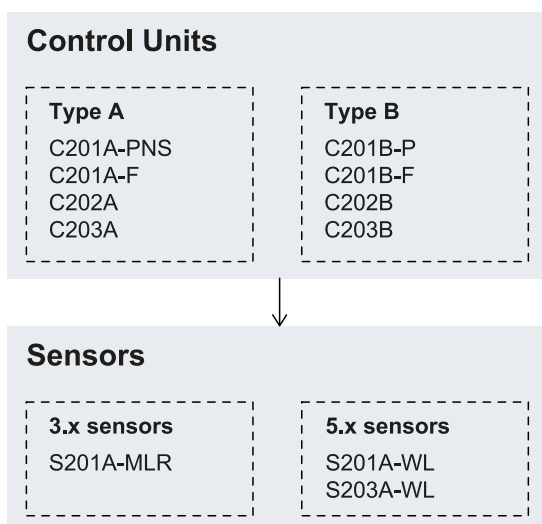 Control Units
Type A
C201A-PNS
C201A-F
C202A
C203A
Type B
C201B-P
C201B-F
C202B
C203B
Sensors
3.x sensors
S201A-MLR
5.x sensors
S201A-WL
S203A-WL